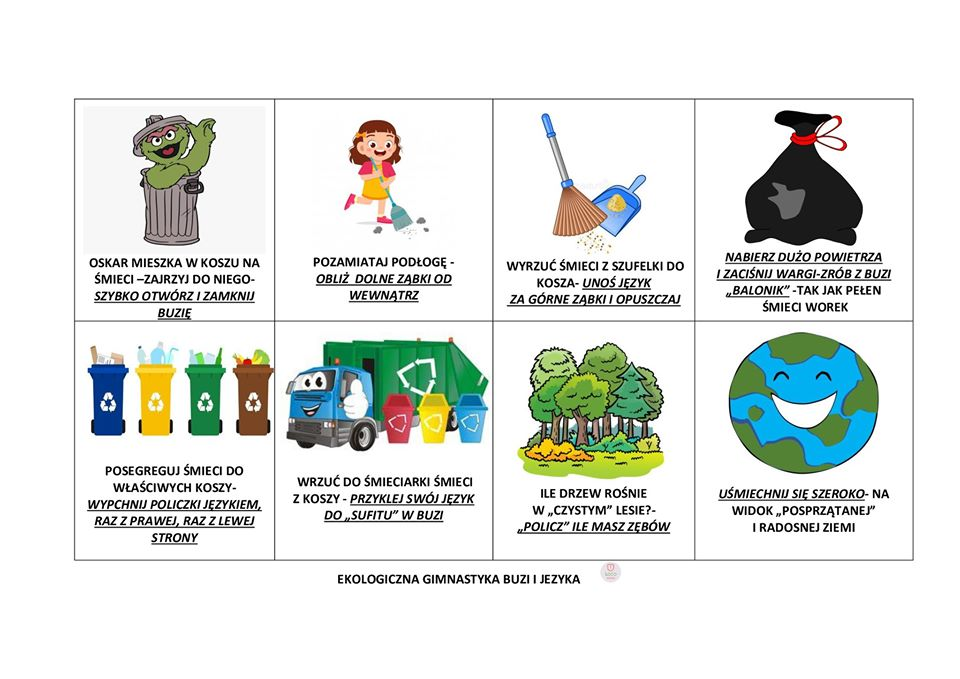 OSKAR MIESZKA W KOSZU NA
ŚMIECI –ZAJRZYJ DO NIEGO-
SZYBKO OTWÓRZ I ZAMKNIJ
BUZIĘ
POZAMIATAJ PODŁOGĘ -
OBLIŻ DOLNE ZĄBKI OD
WEWNĄTRZ
WYRZUĆ ŚMIECI Z SZUFELKI DO
KOSZA- UNOŚ JĘZYK
ZA GÓRNE ZĄBKI I OPUSZCZAJ
NABIERZ DUŻO POWIETRZA
I ZACIŚNIJ WARGI-ZRÓB Z BUZI
„BALONIK” -TAK JAK PEŁEN
ŚMIECI WOREK
POSEGREGUJ ŚMIECI DO
WŁAŚCIWYCH KOSZY-
WYPCHNIJ POLICZKI JĘZYKIEM,
RAZ Z PRAWEJ, RAZ Z LEWEJ
STRONY
WRZUĆ DO ŚMIECIARKI ŚMIECI
Z KOSZY - PRZYKLEJ SWÓJ JĘZYK
DO „SUFITU” W BUZI
ILE DRZEW ROŚNIE
W „CZYSTYM” LESIE?-
„POLICZ” ILE MASZ ZĘBÓW
UŚMIECHNIJ SIĘ SZEROKO- NA
WIDOK „POSPRZĄTANEJ”
I RADOSNEJ ZIEMI
EKOLOGICZNA GIMNASTYKA BUZI I JEZYKA